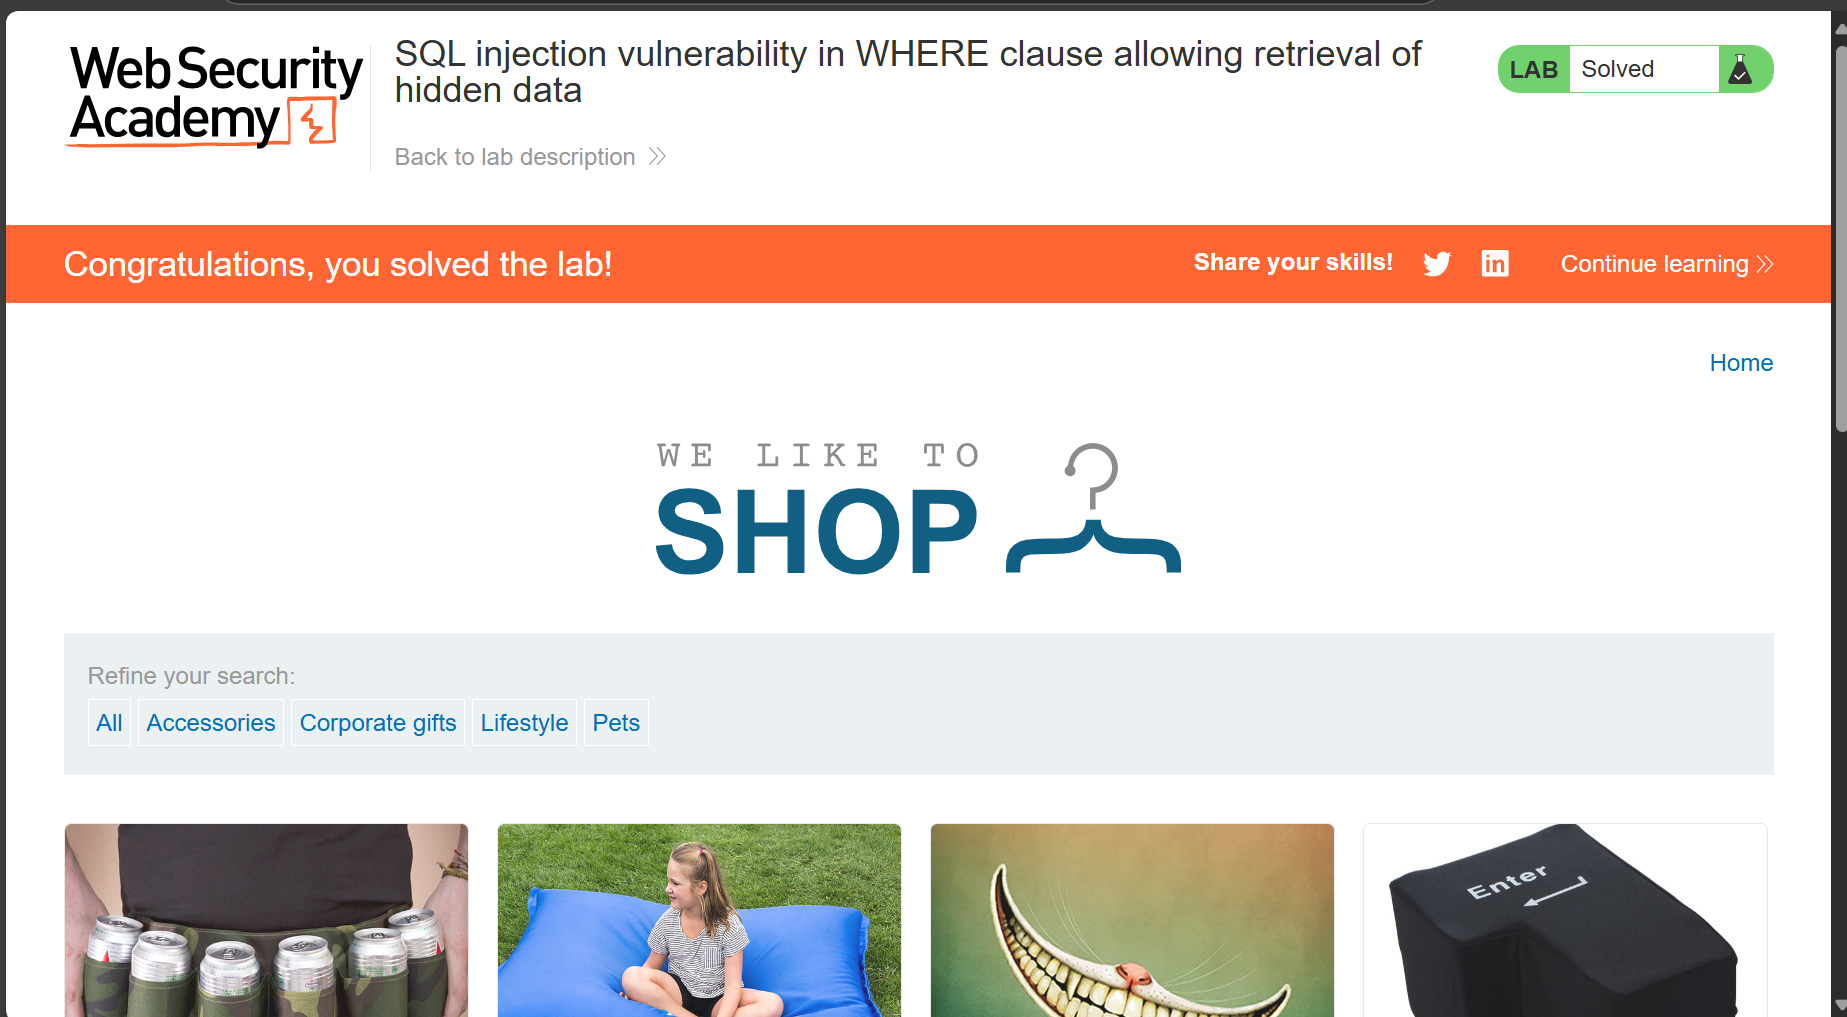 Web Security
Academy
SQL injection vulnerability in WHERE clause allowing retrieval of
hidden data
Back to lab description
LAB Solved
Congratulations, you solved the lab!
Share your skills!
in
Continue learning
Home
WE LIKE TO
SHOP
Refine your search:
All Accessories Corporate gifts Lifestyle Pets
Enter